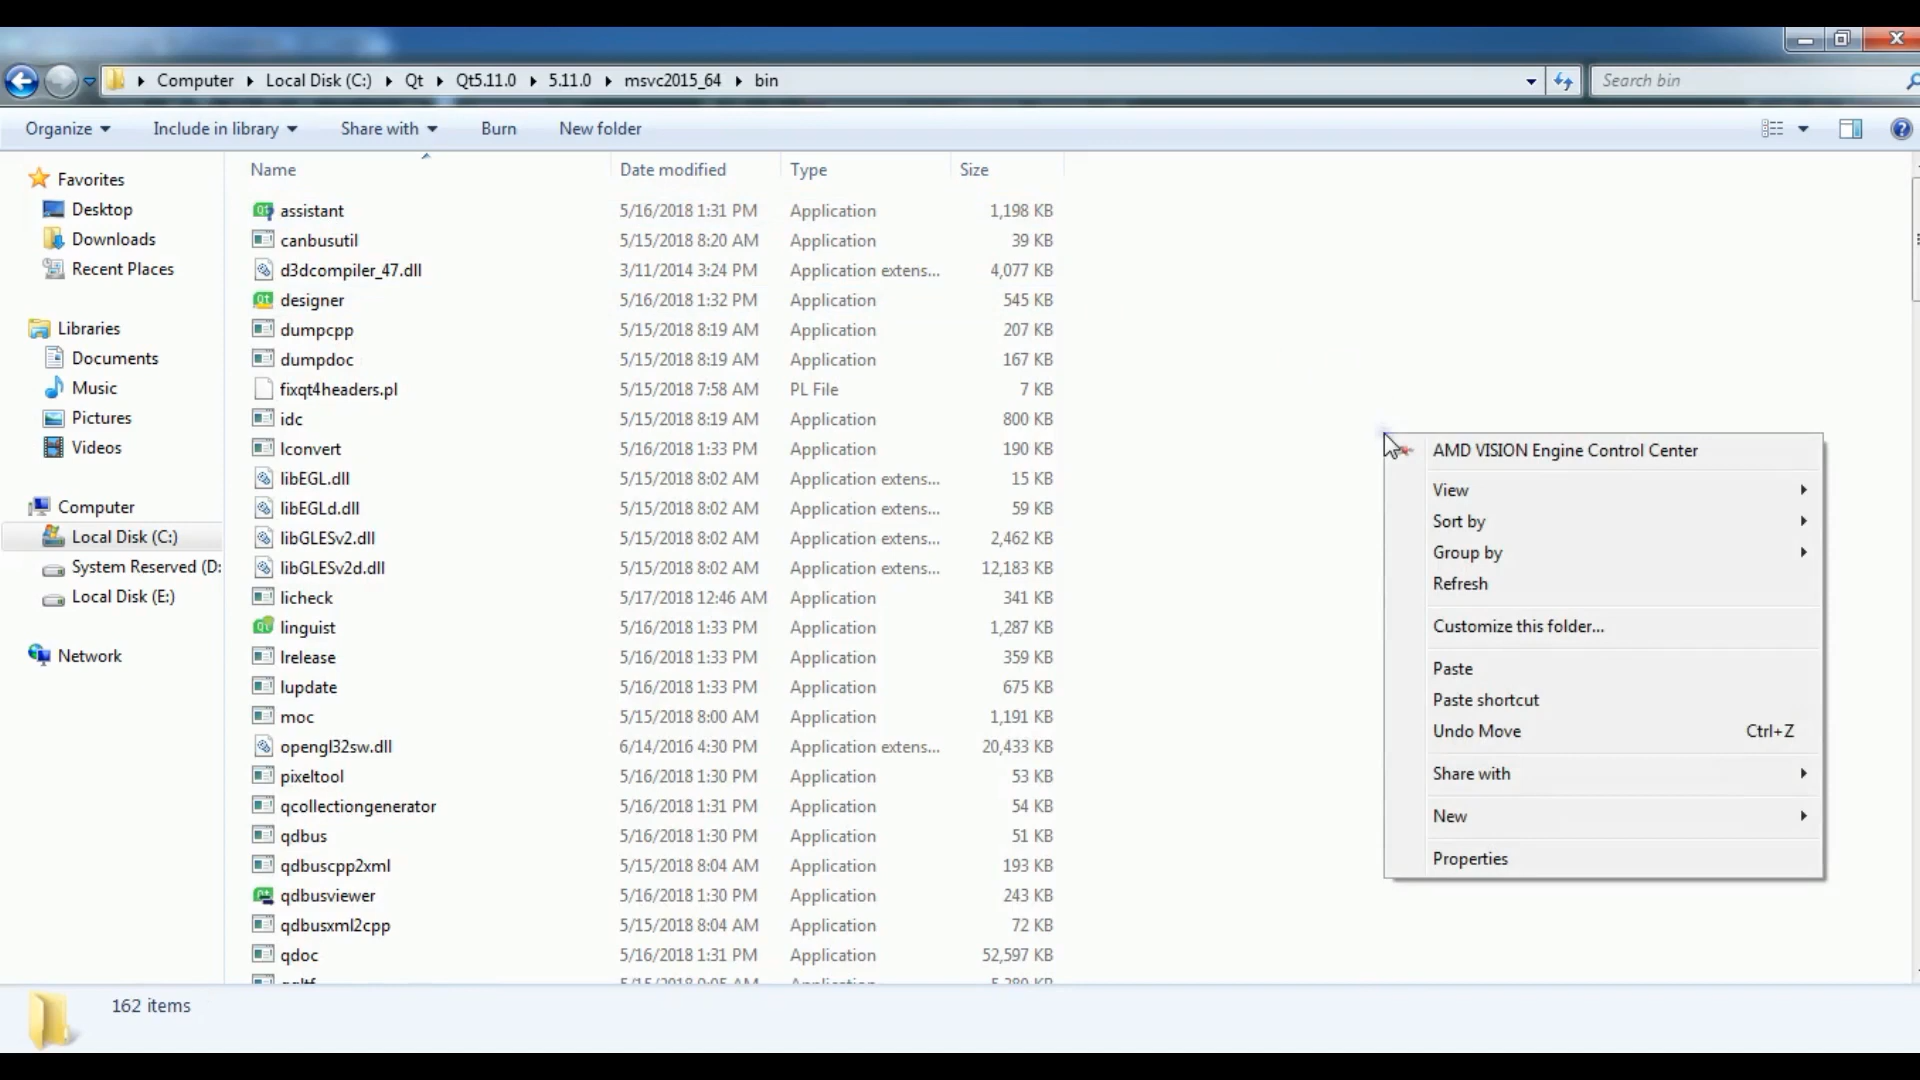 Computer Local Disk (C:) Qt Qt5.11.0 5.11.0 msvc2015_64 bin
Search bin
Organize Include in library Share with Burn New folder
Name Date modified Type Size
Favorites
Desktop
Downloads
Recent Places
Libraries
Documents
Music
Pictures
Videos
Computer
Local Disk (C:)
System Reserved (D:
Local Disk (E:)
Network
assistant 5/16/2018 1:31 PM Application 1,198 KB
canbusutil 5/15/2018 8:20 AM Application 39 KB
d3dcompiler_47.dll 3/11/2014 3:24 PM Application extens... 4,077 KB
designer 5/16/2018 1:32 PM Application 545 KB
dumpcpp 5/15/2018 8:19 AM Application 207 KB
dumpdoc 5/15/2018 8:19 AM Application 167 KB
fixqt4headers.pl 5/15/2018 7:58 AM PL File 7 KB
idc 5/15/2018 8:19 AM Application 800 KB
lconvert 5/16/2018 1:33 PM Application 190 KB
libEGL.dll 5/15/2018 8:02 AM Application extens... 15 KB
libEGLd.dll 5/15/2018 8:02 AM Application extens... 59 KB
libGLESv2.dll 5/15/2018 8:02 AM Application extens... 2,462 KB
libGLESv2d.dll 5/15/2018 8:02 AM Application extens... 12,183 KB
licheck 5/17/2018 12:46 AM Application 341 KB
linguist 5/16/2018 1:33 PM Application 1,287 KB
lrelease 5/16/2018 1:33 PM Application 359 KB
lupdate 5/16/2018 1:33 PM Application 675 KB
moc 5/15/2018 8:00 AM Application 1,191 KB
opengl32sw.dll 6/14/2016 4:30 PM Application extens... 20,433 KB
pixeltool 5/16/2018 1:30 PM Application 53 KB
qcollectiongenerator 5/16/2018 1:31 PM Application 54 KB
qdbus 5/16/2018 1:30 PM Application 51 KB
qdbuscpp2xml 5/15/2018 8:04 AM Application 193 KB
qdbusviewer 5/16/2018 1:30 PM Application 243 KB
qdbusxml2cpp 5/15/2018 8:04 AM Application 72 KB
qdoc 5/16/2018 1:31 PM Application 52,597 KB
AMD VISION Engine Control Center
View
Sort by
Group by
Refresh
Customize this folder...
Paste
Paste shortcut
Undo Move Ctrl+Z
Share with
New
Properties
162 items